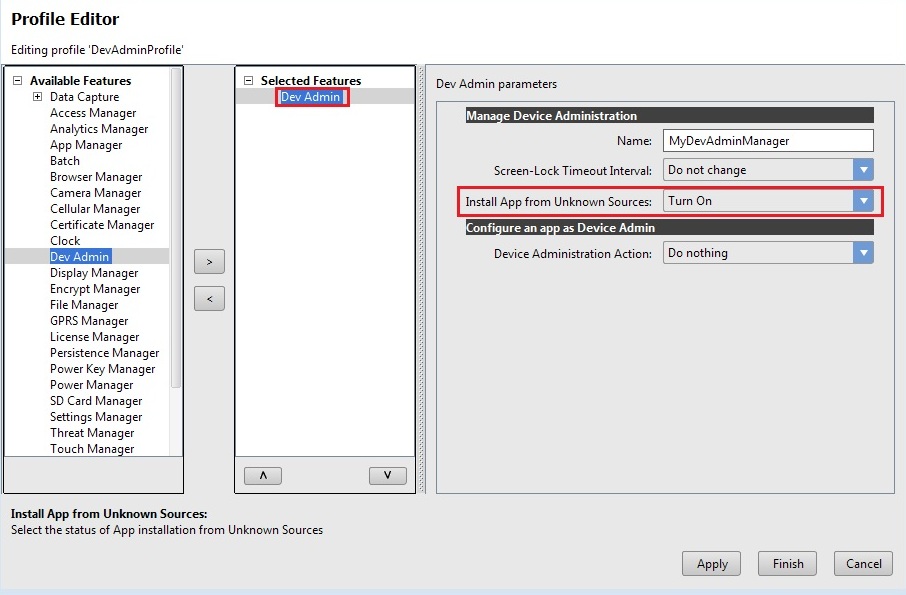 Profile Editor
Editing profile 'DevAdminProfile'
Available Features
Data Capture
Access Manager
Analytics Manager
App Manager
Batch
Browser Manager
Camera Manager
Cellular Manager
Certificate Manager
Clock
Dev Admin
Display Manager
Encrypt Manager
File Manager
GPRS Manager
License Manager
Persistence Manager
Power Key Manager
Power Manager
SD Card Manager
Settings Manager
Threat Manager
Touch Manager
>
<
Selected Features
Dev Admin
Dev Admin parameters
Manage Device Administration
Name: MyDevAdminManager
Screen-Lock Timeout Interval: Do not change
Install App from Unknown Sources: Turn On
Configure an app as Device Admin
Device Administration Action: Do nothing
Install App from Unknown Sources:
Select the status of App installation from Unknown Sources
Apply Finish Cancel